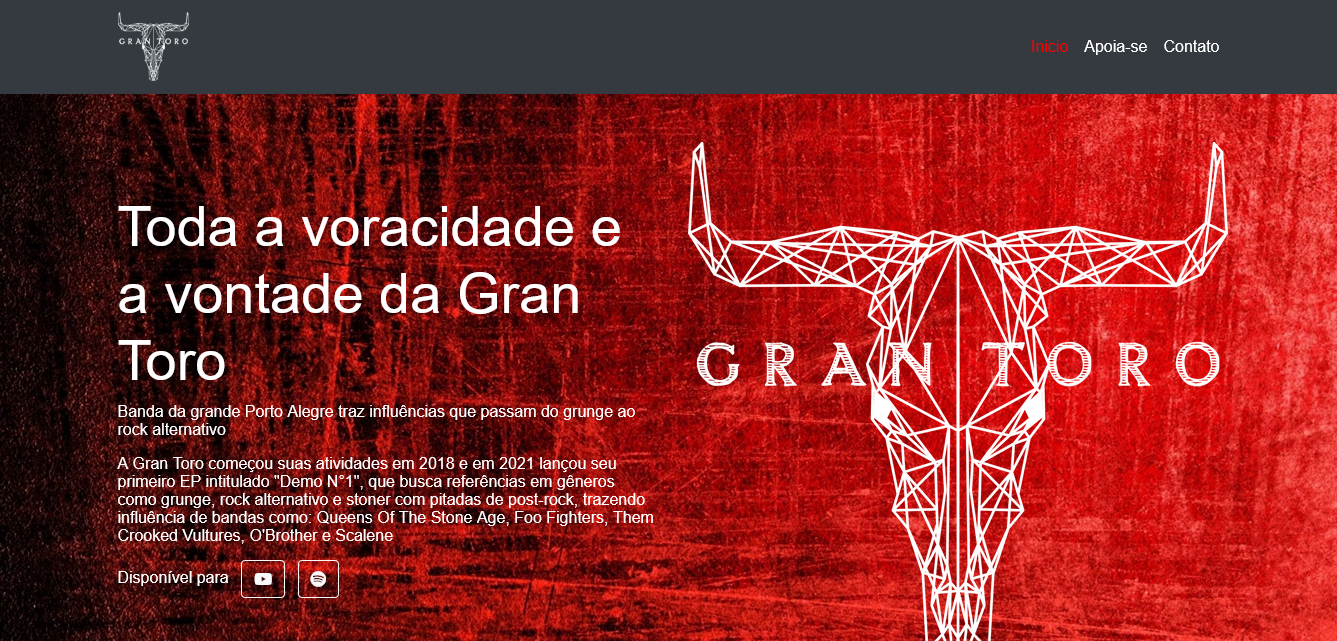 GRAN TORO
Início
Apoia-se
Contato
Toda a voracidade e
a vontade da Gran
Toro
Banda da grande Porto Alegre traz influências que passam do grunge ao
rock alternativo
A Gran Toro começou suas atividades em 2018 e em 2021 lançou seu
primeiro EP intitulado "Demo N°1", que busca referências em gêneros
como grunge, rock alternativo e stoner com pitadas de post-rock, trazendo
influência de bandas como: Queens Of The Stone Age, Foo Fighters, Them
Crooked Vultures, O'Brother e Scalene
Disponível para
GRAN TORO